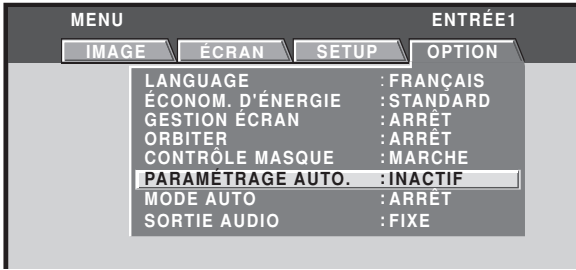 MENU ENTRÉE1
IMAGE ÉCRAN SETUP OPTION
LANGUAGE :FRANÇAIS
ÉCONOM. D'ÉNERGIE :STANDARD
GESTION ÉCRAN :ARRÊT
ORBITER :ARRÊT
CONTRÔLE MASQUE :MARCHE
PARAMÉTRAGE AUTO. :INACTIF
MODE AUTO :ARRÊT
SORTIE AUDIO :FIXE